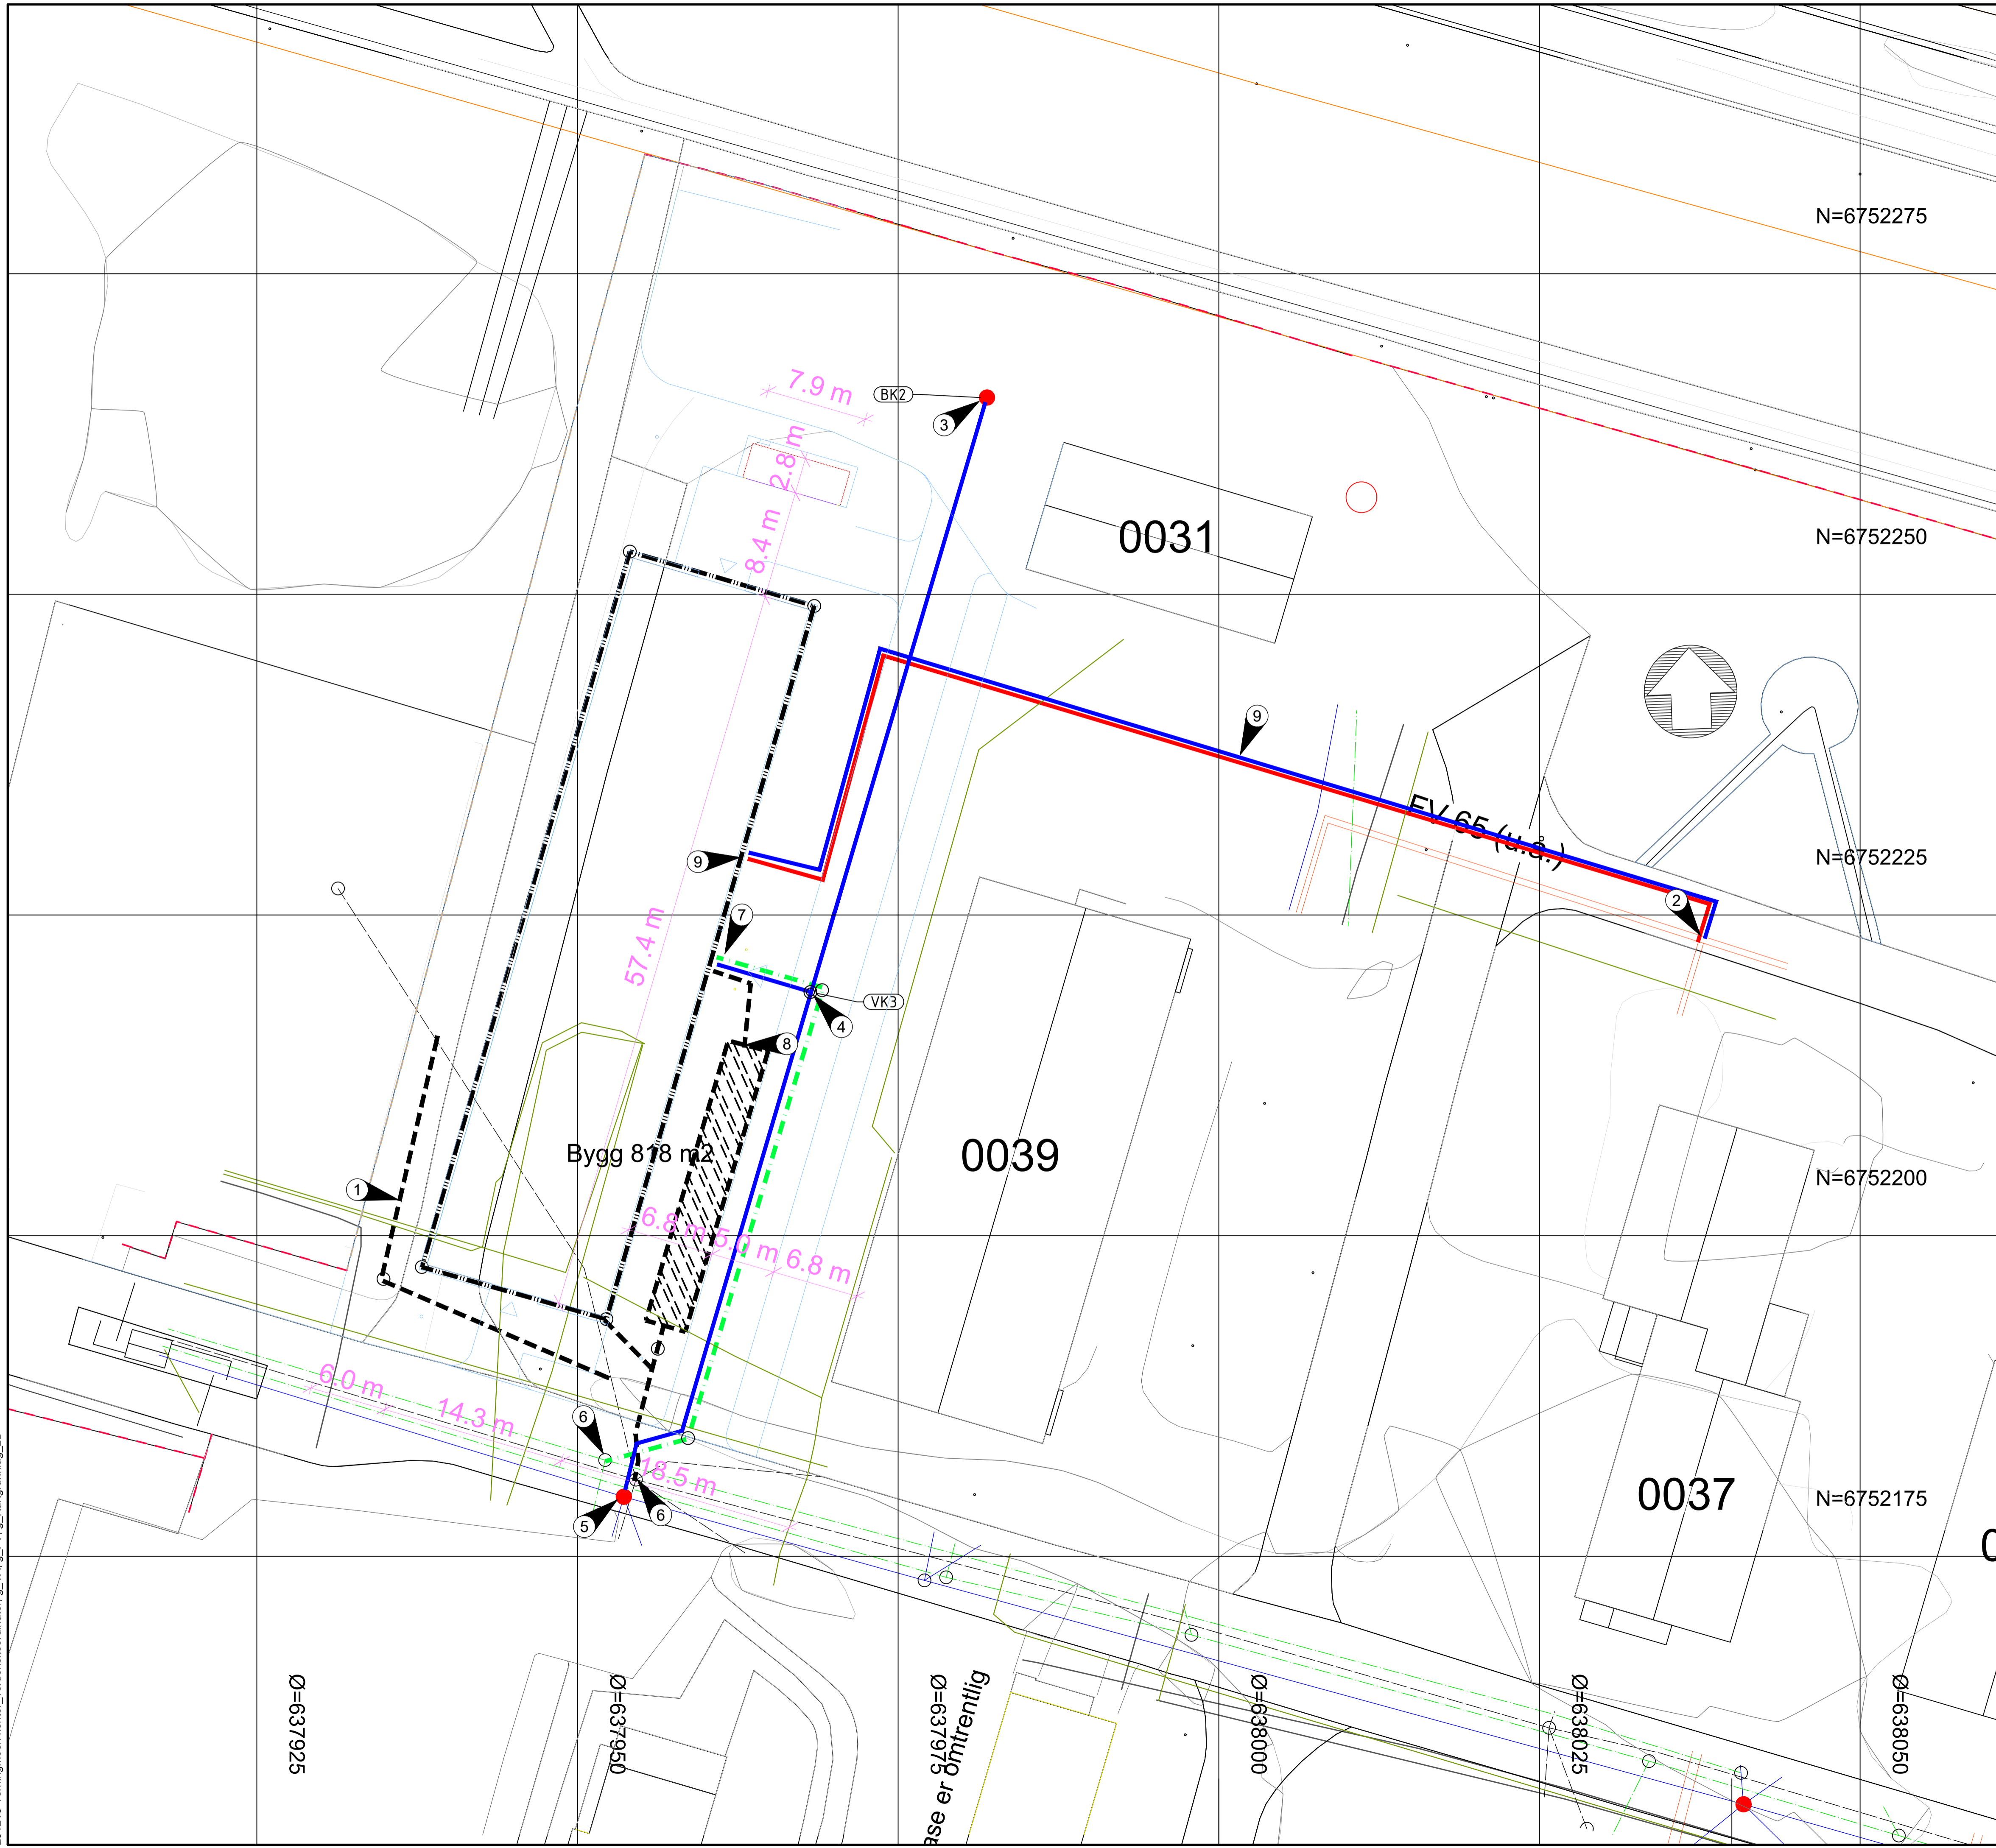 N=6752275
7.9 m
BK2
3
2.8 m
0031
N=6752250
8.4 m
9
FV 65 (u.å.)
N=6752225
9
2
7
57.4 m
VK3
4
8
Bygg 818 m2
0039
N=6752200
1
6.8 m
5.0 m
6.8 m
6.0 m
14.3 m
6
18.5 m
0037
N=6752175
5
6
Ø=637925
Ø=637950
Ø=637975
Ø=638000
Ø=638025
Ø=638050
ase er omtrentlig